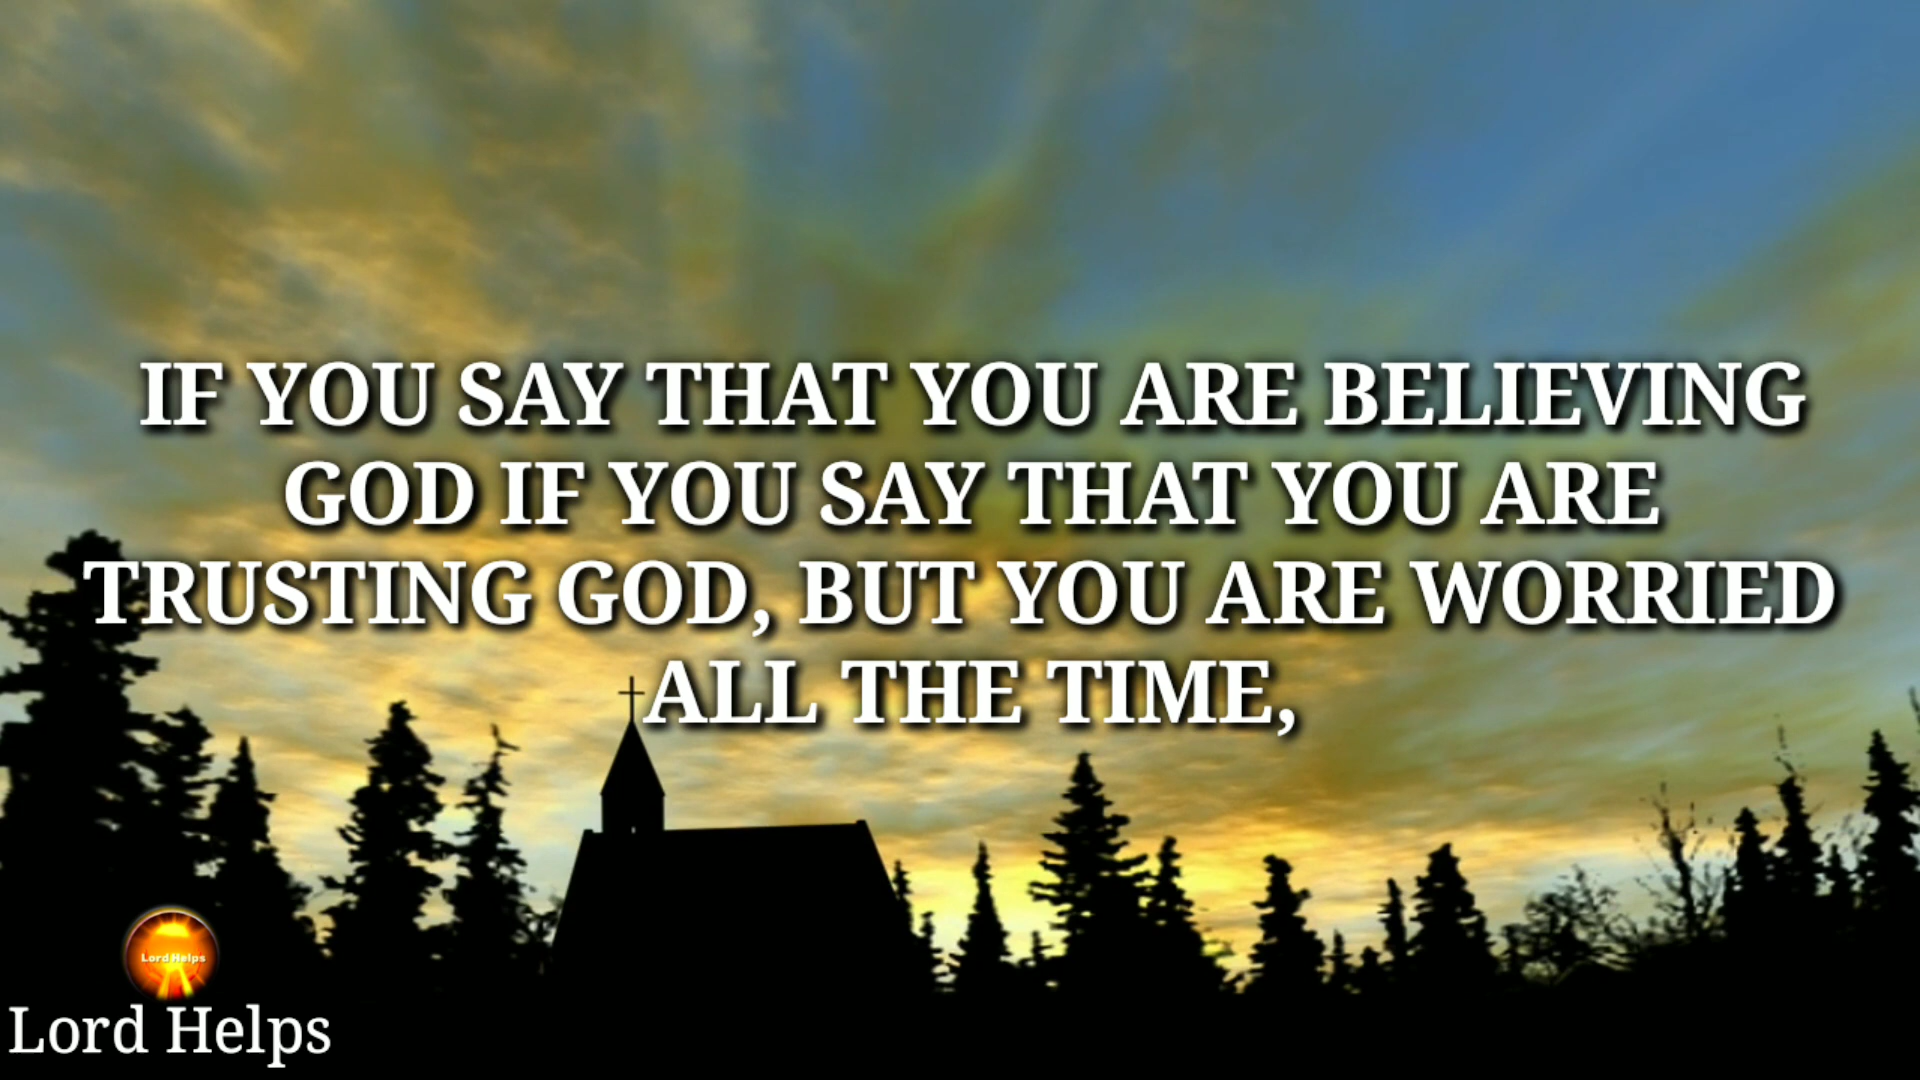 IF YOU SAY THAT YOU ARE BELIEVING
GOD IF YOU SAY THAT YOU ARE
TRUSTING GOD, BUT YOU ARE WORRIED
ALL THE TIME,
Lord Helps
Lord Helps